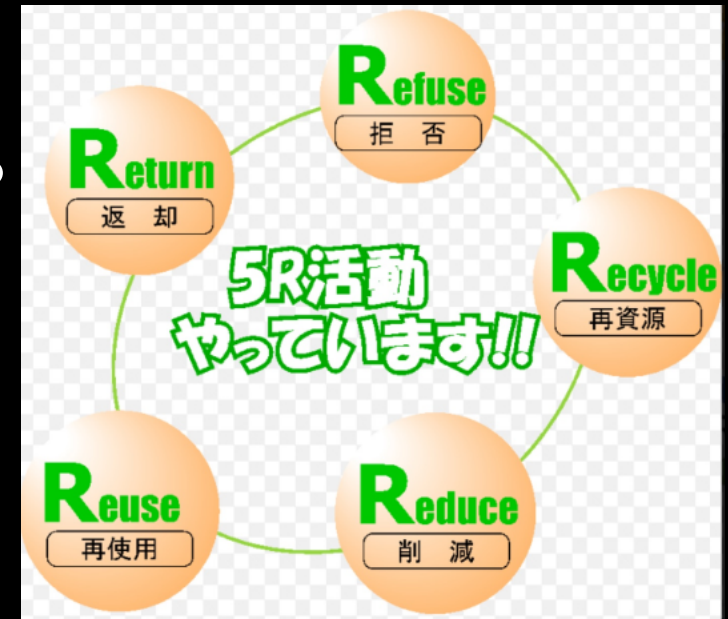 Refuse
拒 否
Return
返 却
Recycle
再資源
5R活動
やっています!!
Reuse
再使用
Reduce
削 減